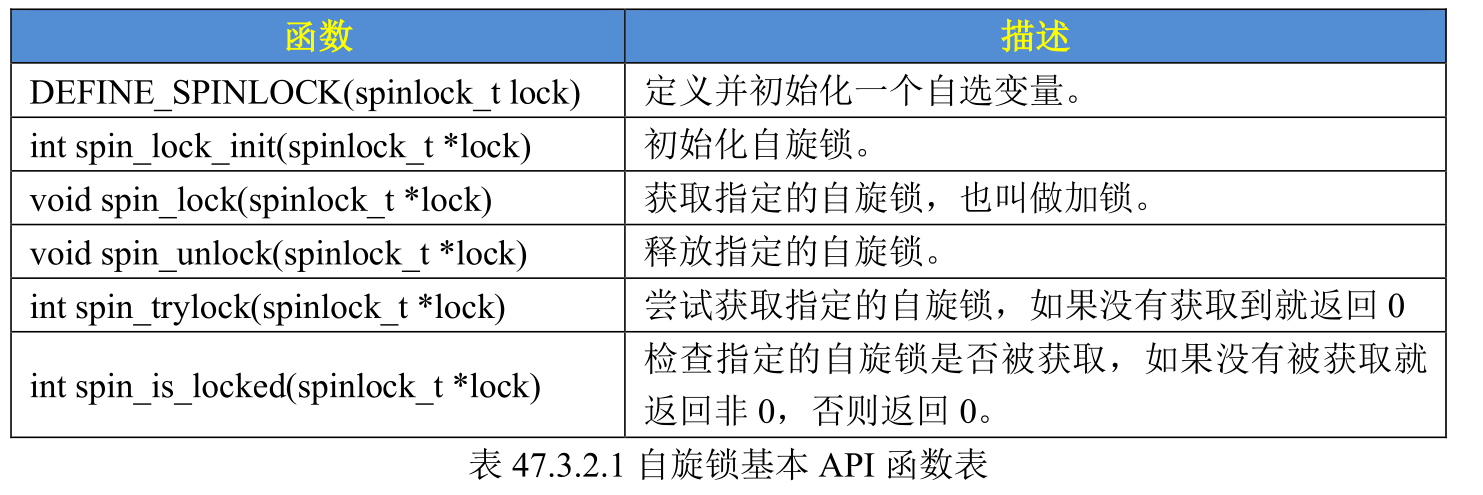 函数 描述
DEFINE_SPINLOCK(spinlock_t lock) 定义并初始化一个自选变量。
int spin_lock_init(spinlock_t *lock) 初始化自旋锁。
void spin_lock(spinlock_t *lock) 获取指定的自旋锁，也叫做加锁。
void spin_unlock(spinlock_t *lock) 释放指定的自旋锁。
int spin_trylock(spinlock_t *lock) 尝试获取指定的自旋锁，如果没有获取到就返回 0
int spin_is_locked(spinlock_t *lock) 检查指定的自旋锁是否被获取，如果没有被获取就
返回非 0，否则返回 0。
表 47.3.2.1 自旋锁基本 API 函数表